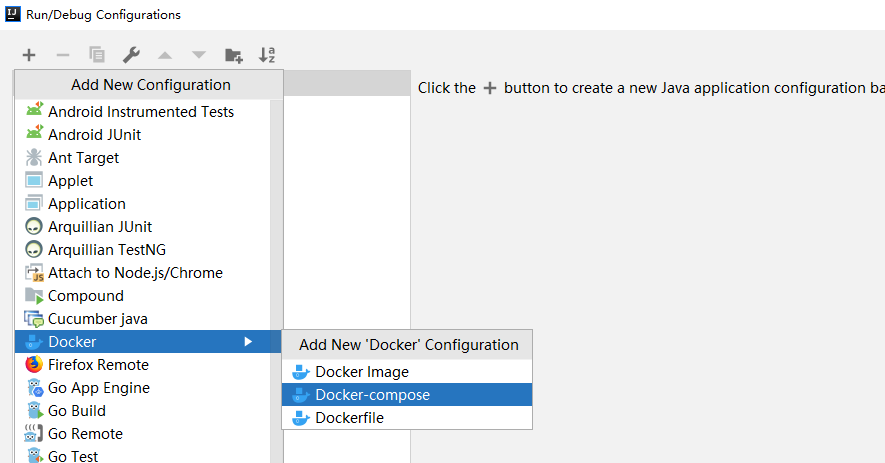 Run/Debug Configurations
Add New Configuration
Click the + button to create a new Java application configuration ba
Android Instrumented Tests
Android JUnit
Ant Target
Applet
Application
Arquillian JUnit
Arquillian TestNG
Attach to Node.js/Chrome
Compound
Cucumber java
Docker
Add New 'Docker' Configuration
Firefox Remote
Docker Image
Go App Engine
Docker-compose
Go Build
Dockerfile
Go Remote
Go Test